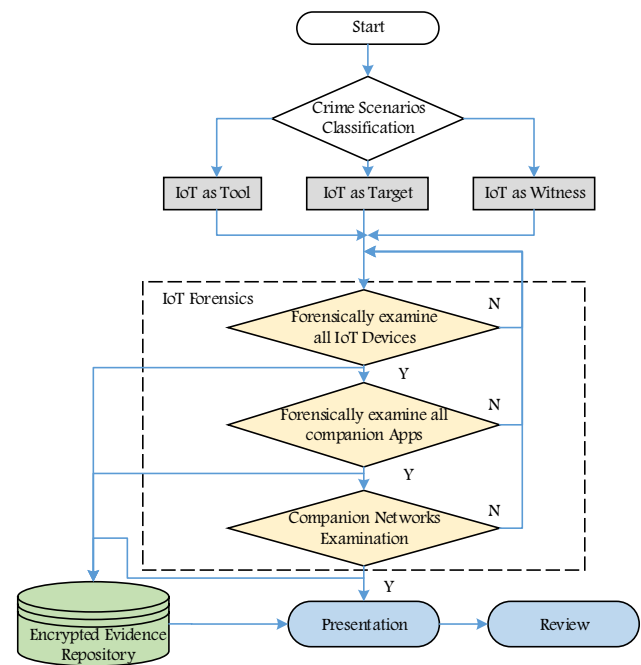 Start
Crime Scenarios
Classification
IoT as Tool
IoT as Target
IoT as Witness
IoT Forensics
Forensically examine
all IoT Devices
N
Y
Forensically examine all
companion Apps
N
Y
Companion Networks
Examination
N
Y
Encrypted Evidence
Repository
Presentation
Review